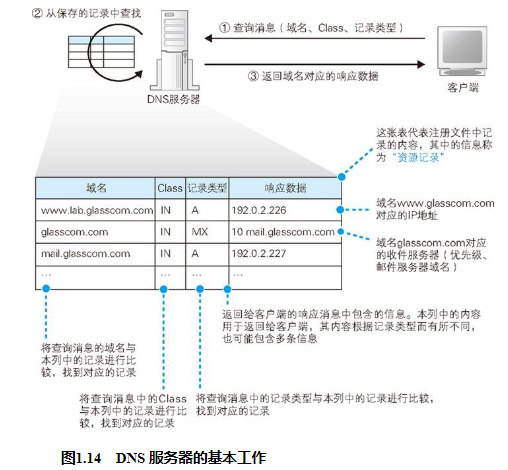 ② 从保存的记录中查找
① 查询消息（域名、Class、记录类型）
③ 返回域名对应的响应数据
DNS服务器
客户端
这张表代表注册文件中记
录的内容，其中的信息称
为“资源记录”
域名 Class 记录类型 响应数据
www.lab.glasscom.com IN A 192.0.2.226
glasscom.com IN MX 10 mail.glasscom.com
mail.glasscom.com IN A 192.0.2.227
… … … …
域名www.glasscom.com
对应的IP地址
域名glasscom.com对应
的收件服务器（优先级、
邮件服务器域名）
返回给客户端的响应消息中包含的信息。本列中的内容
用于返回给客户端，其内容根据记录类型而有所不同，
也可能包含多条信息
将查询消息的域名与
本列中的记录进行比
较，找到对应的记录
将查询消息中的Class
与本列中的记录进行比
较，找到对应的记录
将查询消息中的记录类型与本列中的记录进行比较，
找到对应的记录
图1.14 DNS 服务器的基本工作